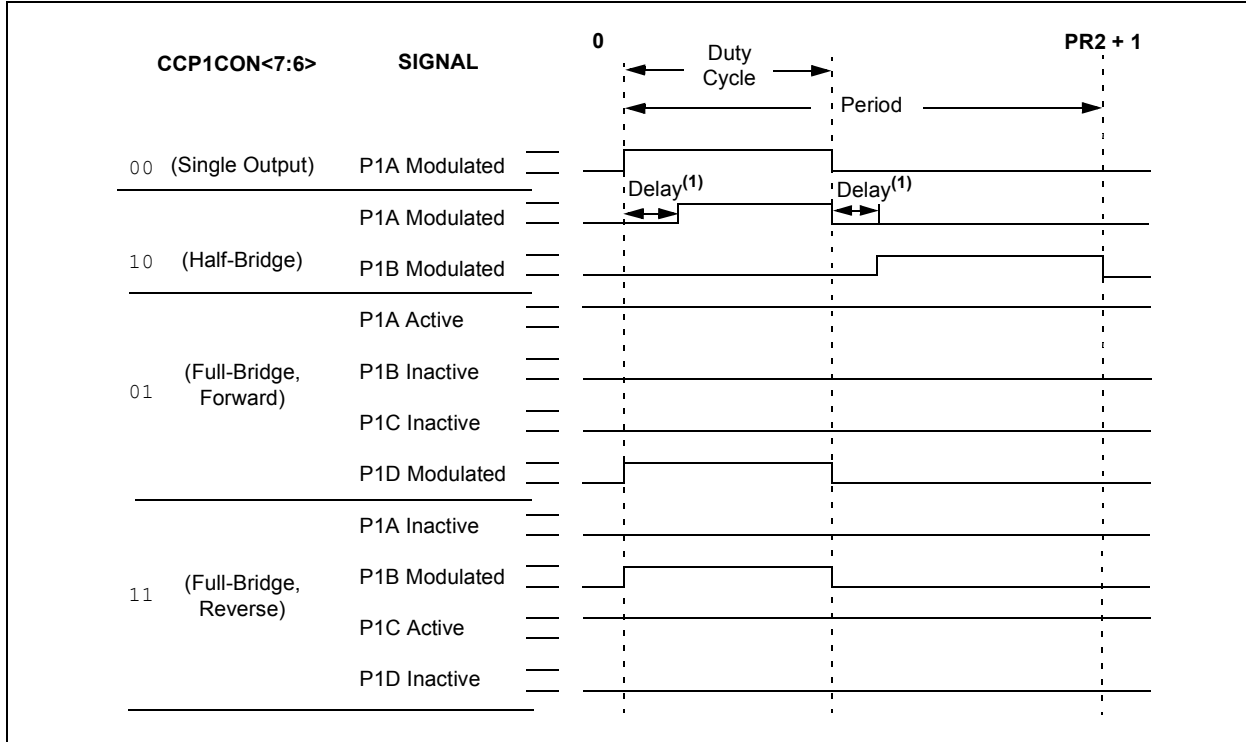 CCP1CON<7:6>
SIGNAL
0
Duty
Cycle
PR2 + 1
Period
00 (Single Output) P1A Modulated
Delay(1)
Delay(1)
10 (Half-Bridge)
P1A Modulated
P1B Modulated
01 (Full-Bridge,
Forward)
P1A Active
P1B Inactive
P1C Inactive
P1D Modulated
11 (Full-Bridge,
Reverse)
P1A Inactive
P1B Modulated
P1C Active
P1D Inactive